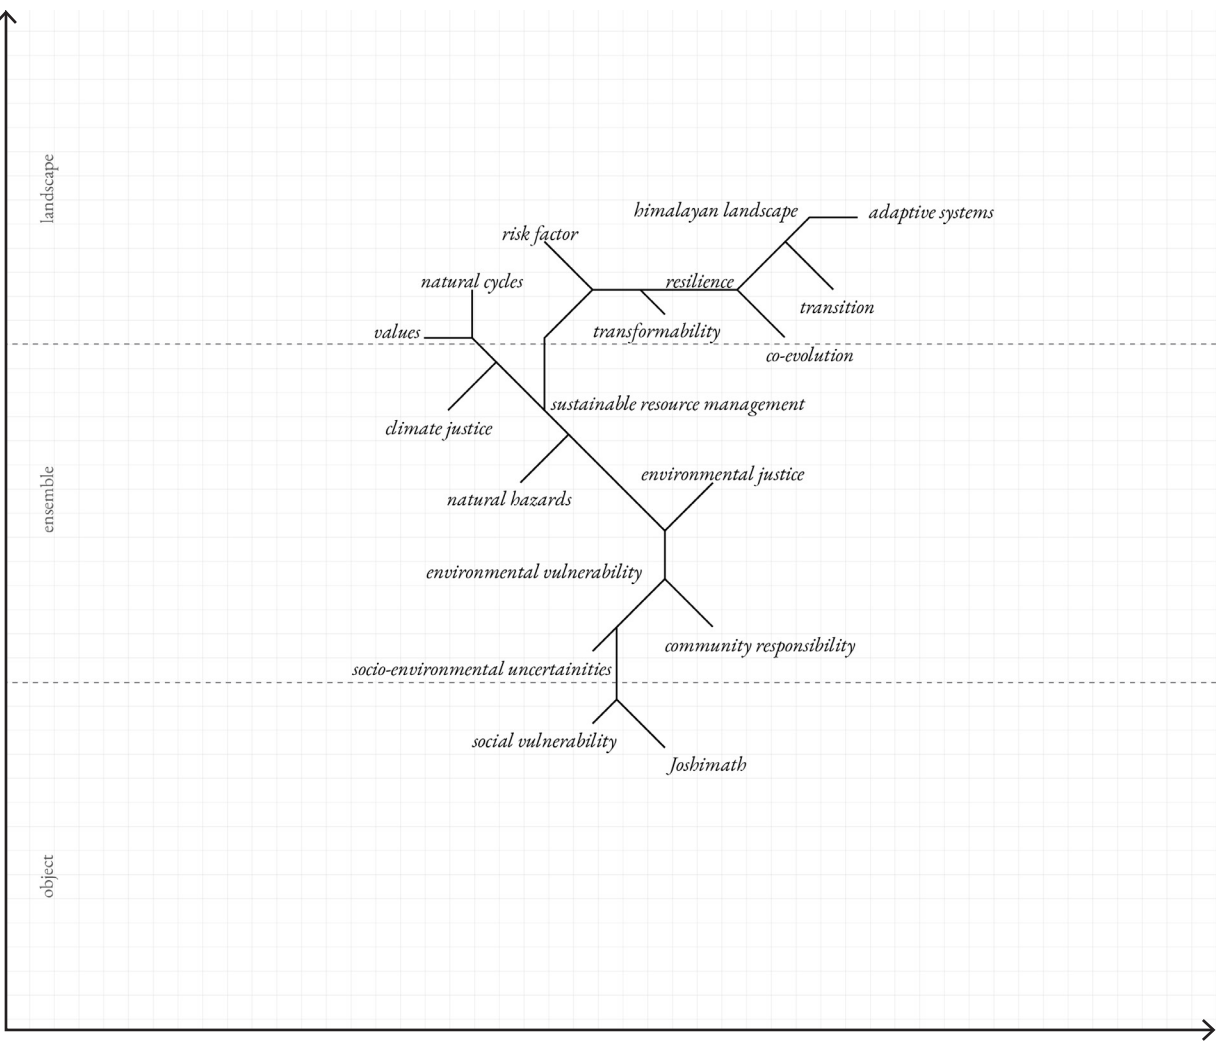 landscape
himalayan landscape
adaptive systems
risk factor
natural cycles
resilience
transition
values
transformability
co-evolution
sustainable resource management
climate justice
environmental justice
ensemble
natural hazards
environmental vulnerability
community responsibility
socio-environmental uncertainities
social vulnerability
Joshimath
object